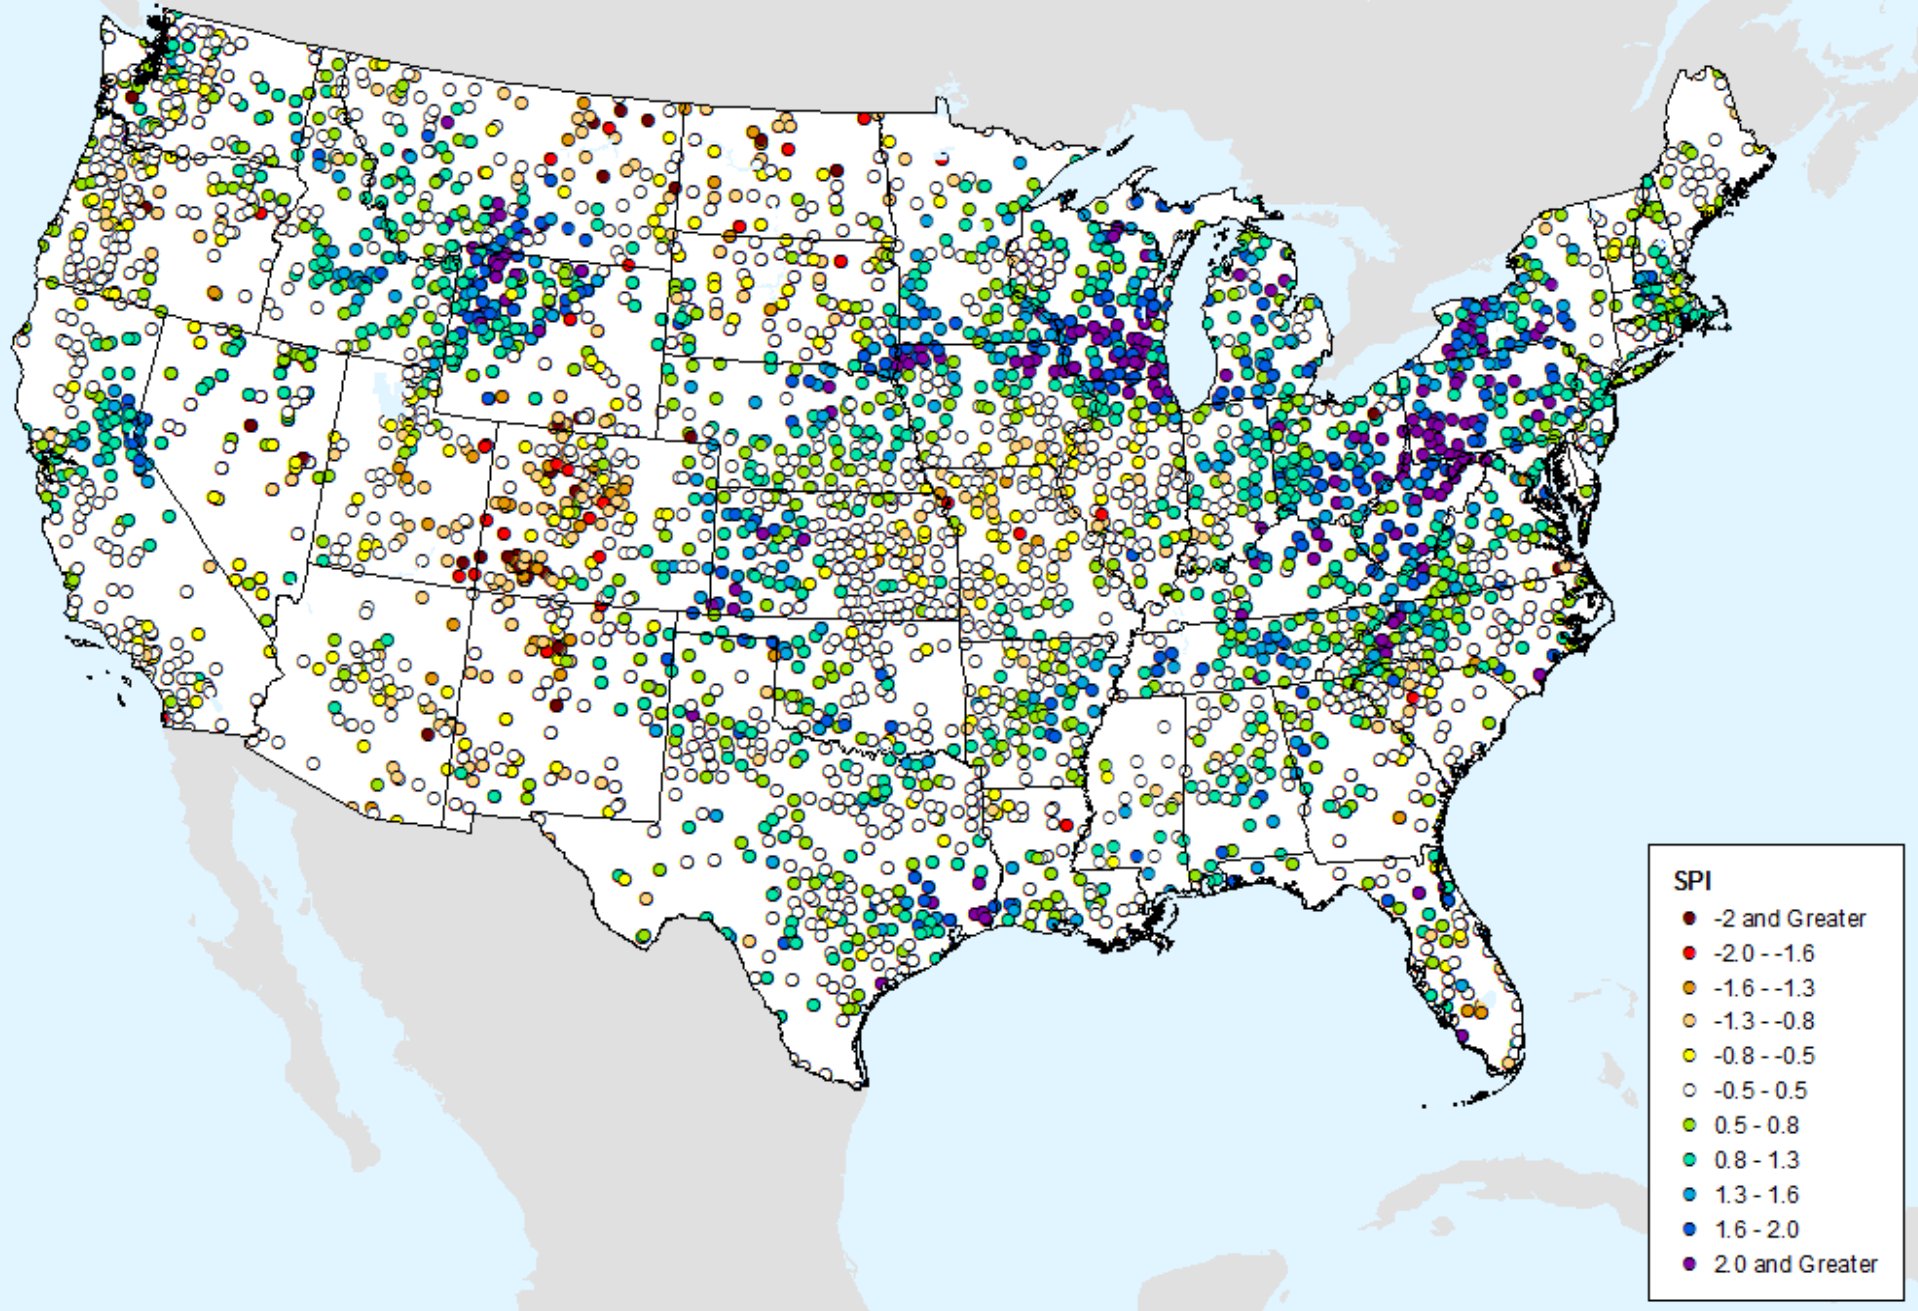 SPI
-2 and Greater
-2.0 - -1.6
-1.6 - -1.3
-1.3 - -0.8
-0.8 - -0.5
-0.5 - 0.5
0.5 - 0.8
0.8 - 1.3
1.3 - 1.6
1.6 - 2.0
2.0 and Greater